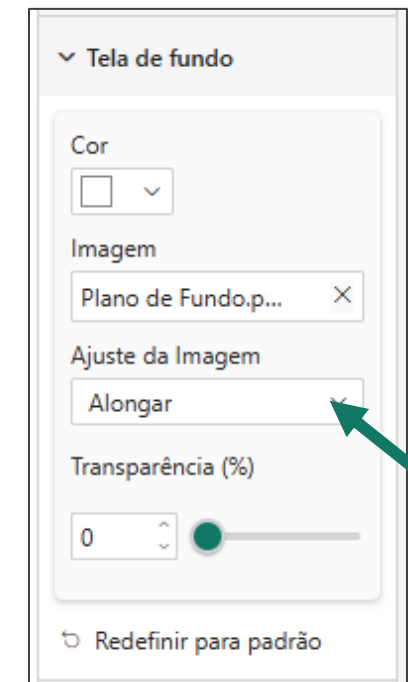 Tela de fundo
Cor
Imagem
Plano de Fundo.p...
Ajuste da Imagem
Alongar
Transparência (%)
0
Redefinir para padrão